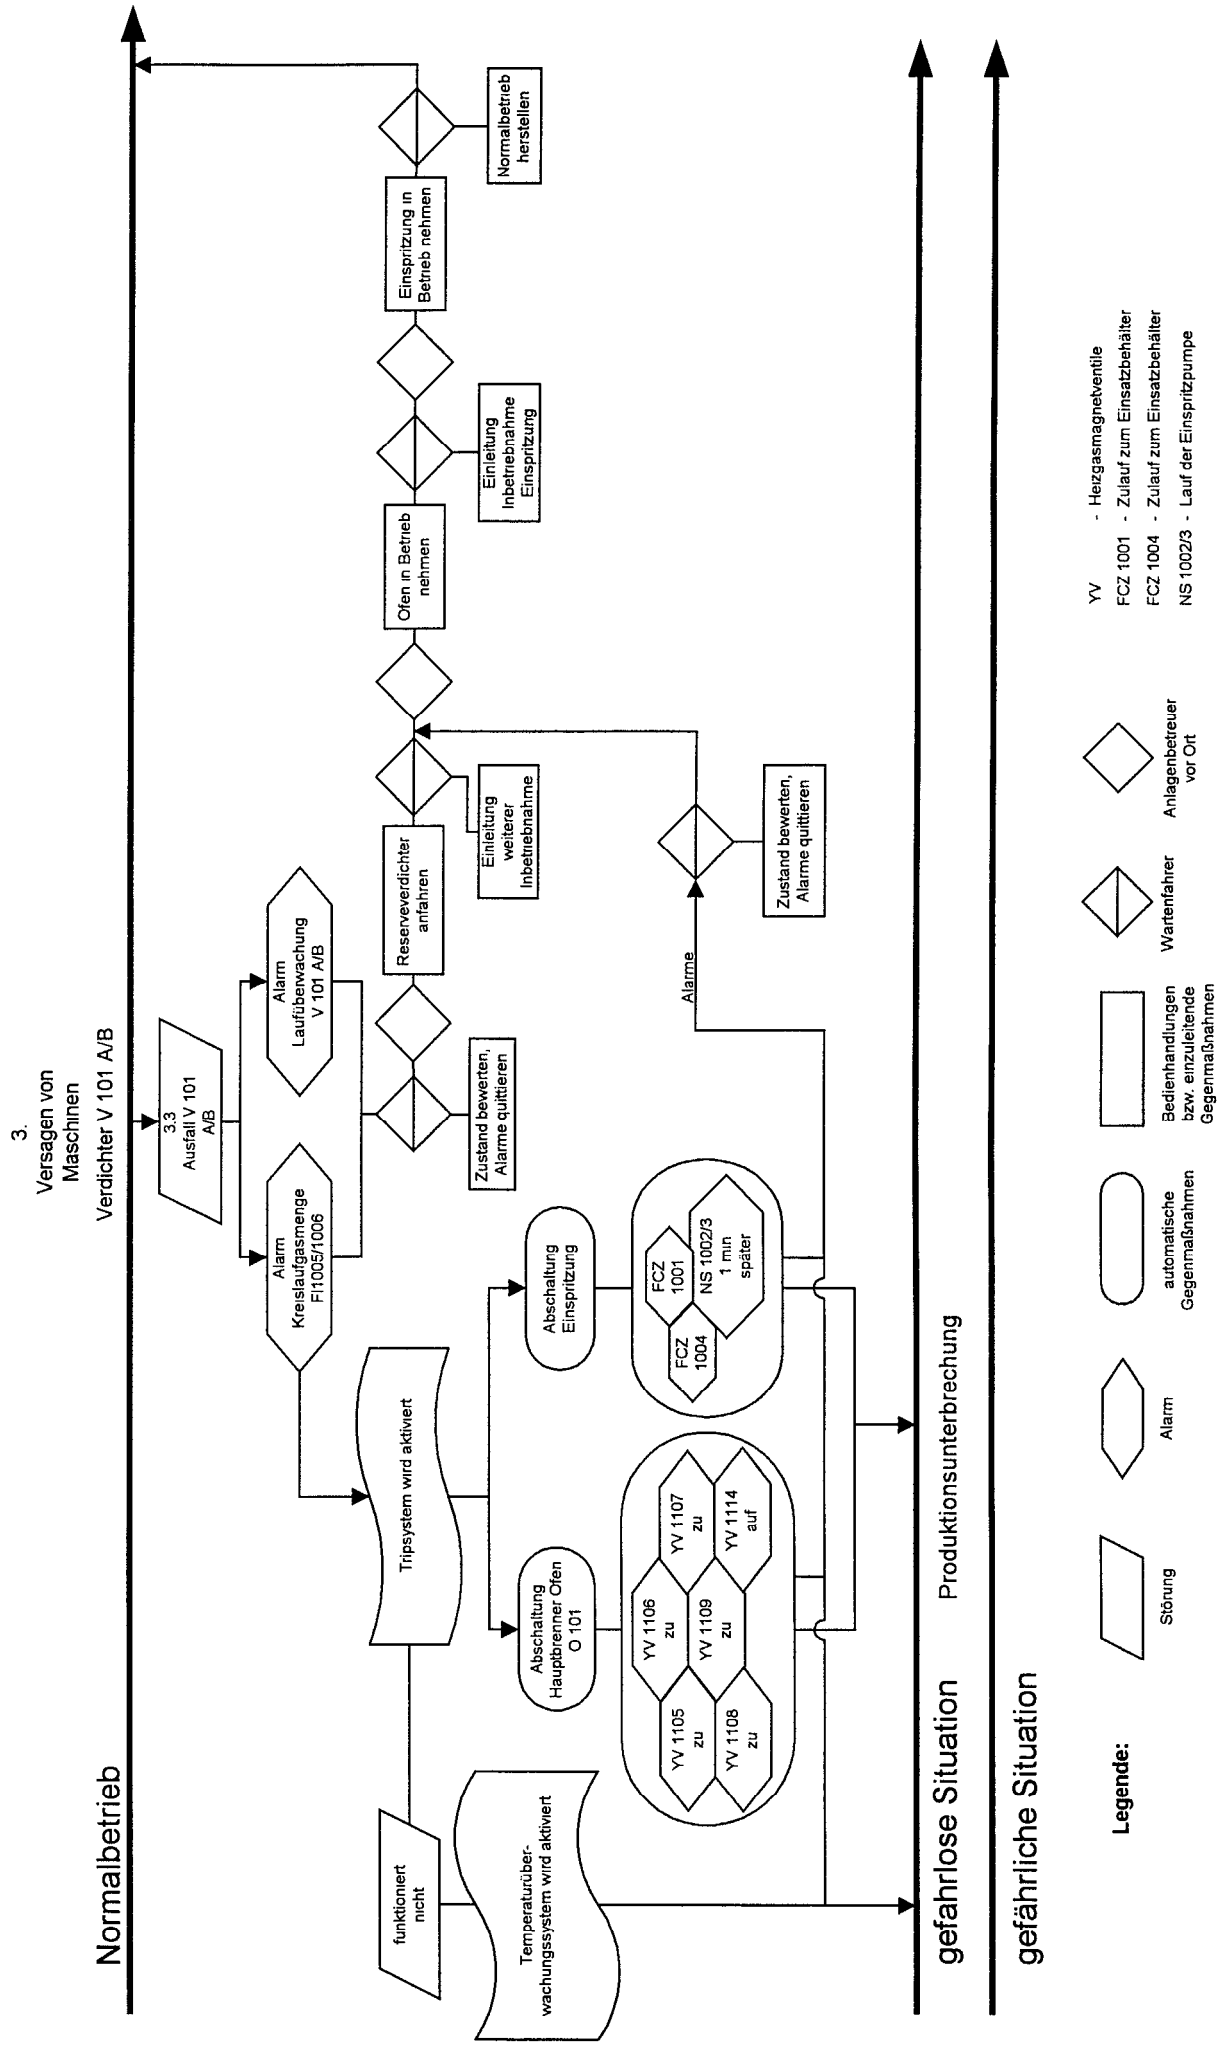 3.
Versagen von
Maschinen
Verdichter V 101 A/B
Normalbetrieb
3.3
Ausfall V 101
A/B
Alarm
Kreislaufgasmenge
FI1005/1006
Alarm
Laufüberwachung
V 101 A/B
Zustand bewerten,
Alarme quittieren
Reserveverdichter
anfahren
Einleitung
weiterer
Inbetriebnahme
Ofen in Betrieb
nehmen
Einleitung
Inbetriebnahme
Einspritzung
Einspritzung in
Betrieb nehmen
Normalbetrieb
herstellen
Tripsystem wird aktiviert
funktioniert
nicht
Temperaturüber-
wachungssystem wird aktiviert
Abschaltung
Hauptbrenner Ofen
O 101
Abschaltung
Einspritzung
YV 1105
zu
YV 1106
zu
YV 1107
zu
YV 1108
zu
YV 1109
zu
YV 1114
auf
FCZ
1004
FCZ
1001
NS 1002/3
1 min
später
Alarme
Zustand bewerten,
Alarme quittieren
gefahrlose Situation
Produktionsunterbrechung
gefährliche Situation
Legende:
Störung
Alarm
automatische
Gegenmaßnahmen
Bedienhandlungen
bzw. einzuleitende
Gegenmaßnahmen
Wartenfahrer
Anlagenbetreuer
vor Ort
YV - Heizgasmagnetventile
FCZ 1001 - Zulauf zum Einsatzbehälter
FCZ 1004 - Zulauf zum Einsatzbehälter
NS 1002/3 - Lauf der Einspritzpumpe